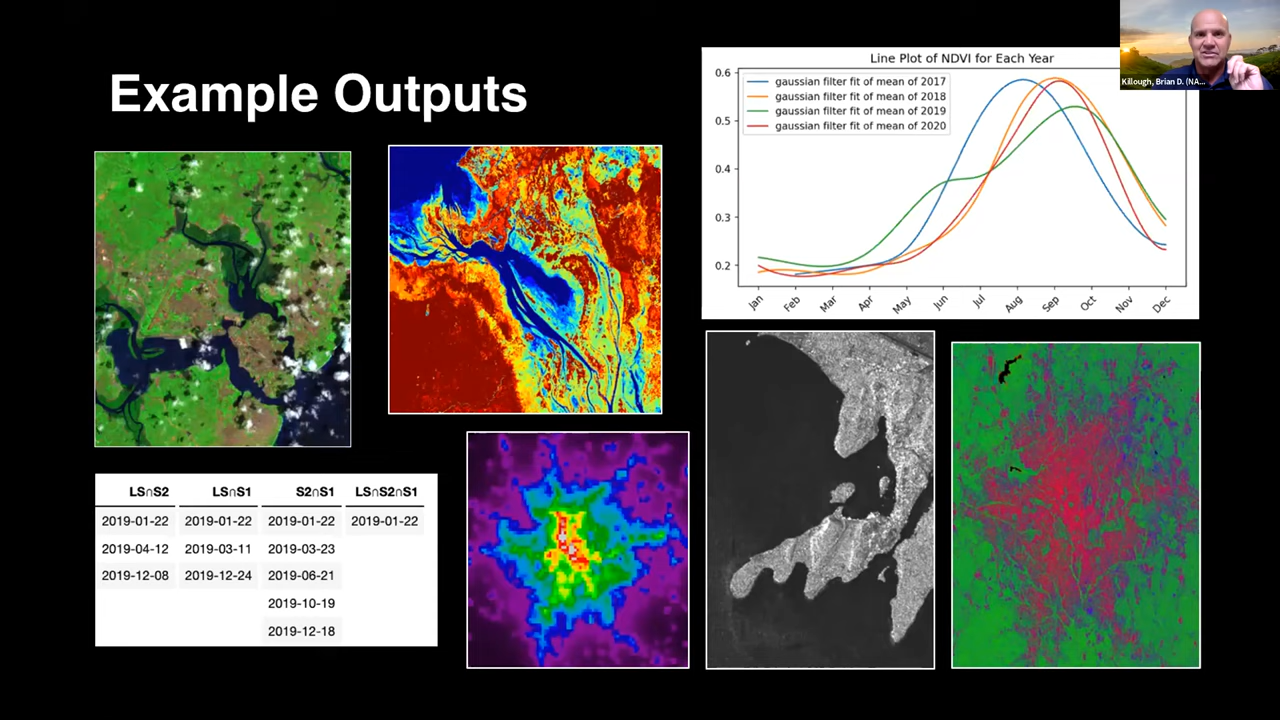 Example Outputs
Line Plot of NDVI for Each Year
Killough, Brian D. (NA...
0.6
0.5
0.4
0.3
0.2
gaussian filter fit of mean of 2017
gaussian filter fit of mean of 2018
gaussian filter fit of mean of 2019
gaussian filter fit of mean of 2020
Jan Feb Mar Apr May Jun Jul Aug Sep Oct Nov Dec
LS∩S2 LS∩S1 S2∩S1 LS∩S2∩S1
2019-01-22 2019-01-22 2019-01-22 2019-01-22
2019-04-12 2019-03-11 2019-03-23
2019-12-08 2019-12-24 2019-06-21
2019-10-19
2019-12-18